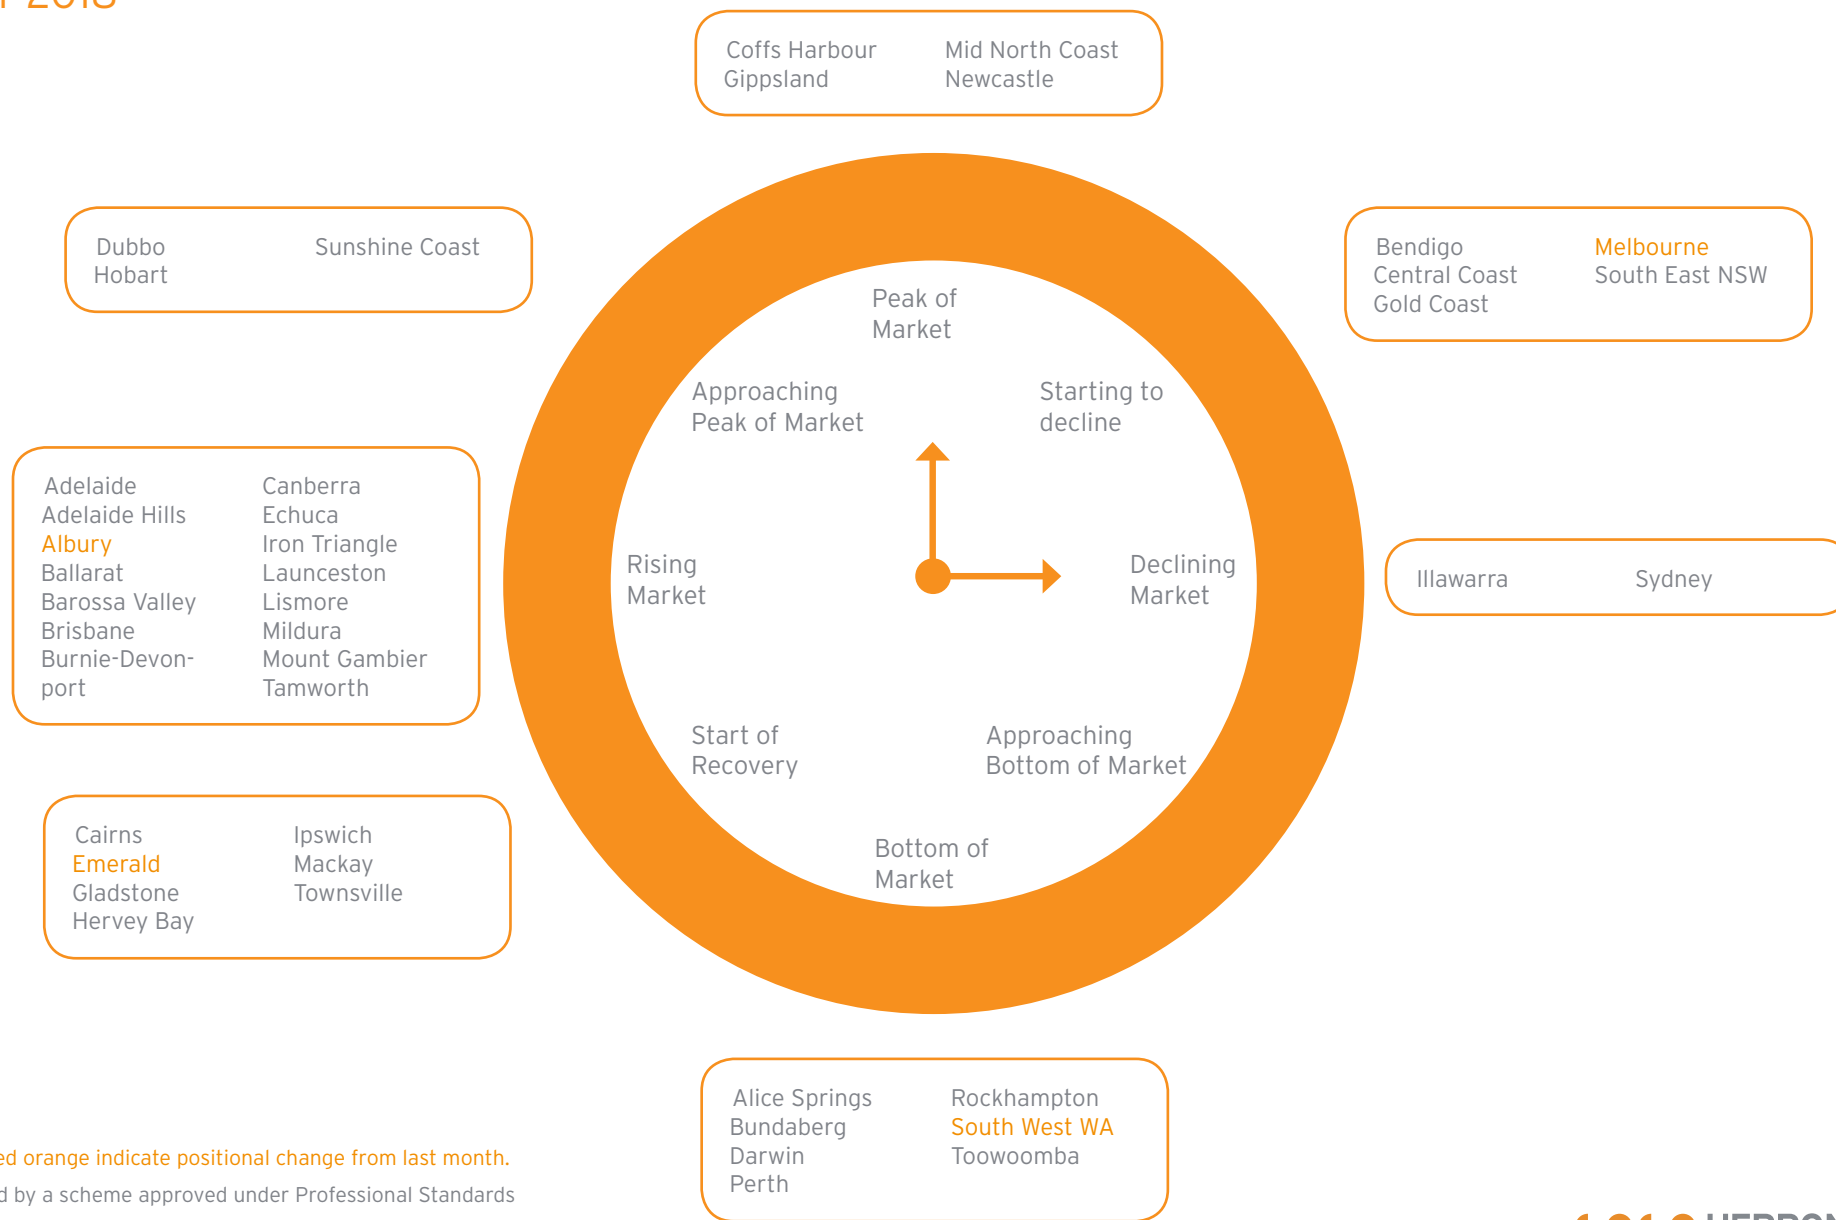 2018
Coffs Harbour
Gippsland
Mid North Coast
Newcastle
Dubbo
Hobart
Sunshine Coast
Bendigo
Central Coast
Gold Coast
Melbourne
South East NSW
Peak of
Market
Approaching
Peak of Market
Starting to
decline
Adelaide
Adelaide Hills
Albury
Ballarat
Barossa Valley
Brisbane
Burnie-Devon-
port
Canberra
Echuca
Iron Triangle
Launceston
Lismore
Mildura
Mount Gambier
Tamworth
Rising
Market
Declining
Market
Illawarra
Sydney
Start of
Recovery
Approaching
Bottom of Market
Cairns
Emerald
Gladstone
Hervey Bay
Ipswich
Mackay
Townsville
Bottom of
Market
Alice Springs
Bundaberg
Darwin
Perth
Rockhampton
South West WA
Toowoomba
orange indicate positional change from last month.
by a scheme approved under Professional Standards